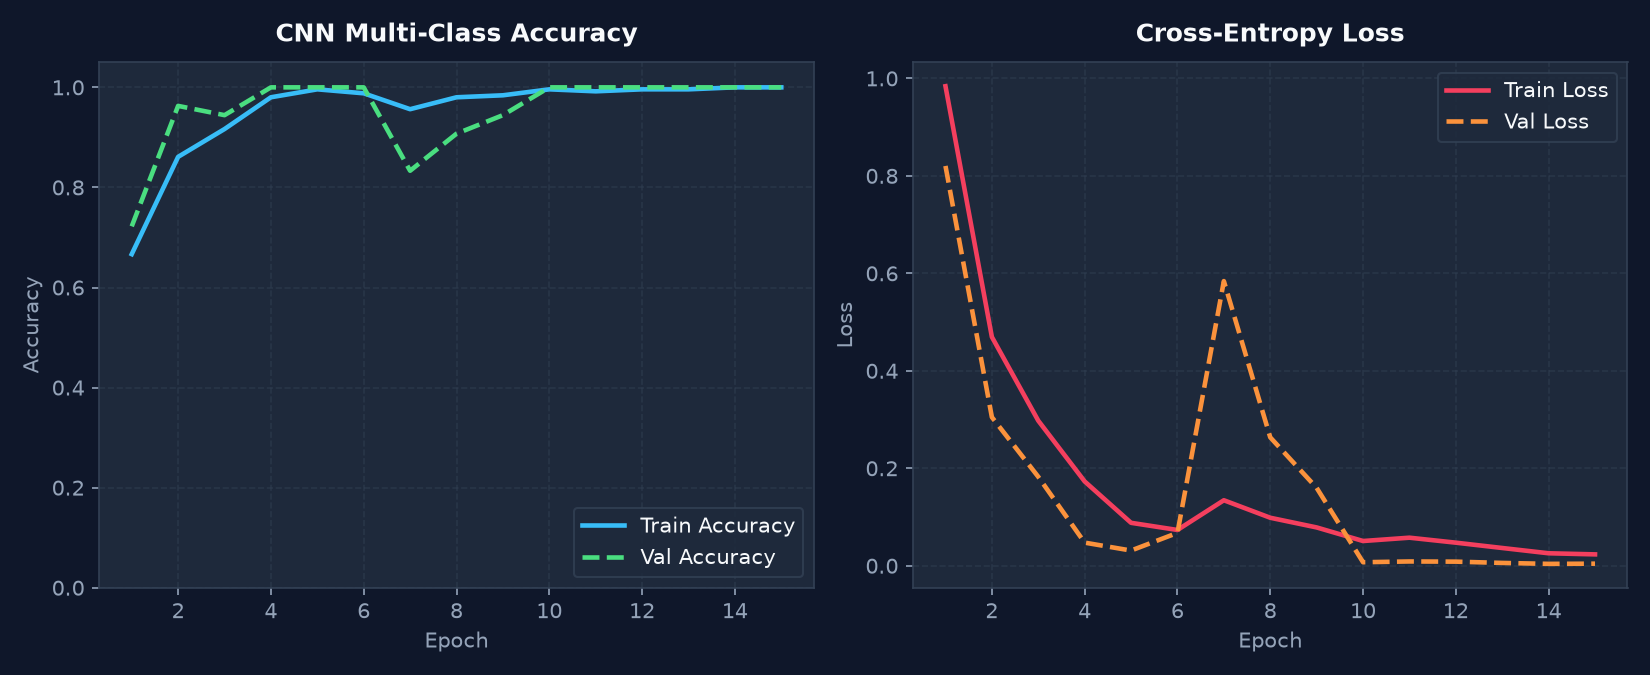 CNN Multi-Class Accuracy
1.0
0.8
0.6
0.4
0.2
0.0
Accuracy
2 4 6 8 10 12 14
Epoch
Train Accuracy
Val Accuracy
Cross-Entropy Loss
1.0
0.8
0.6
0.4
0.2
0.0
Loss
2 4 6 8 10 12 14
Epoch
Train Loss
Val Loss